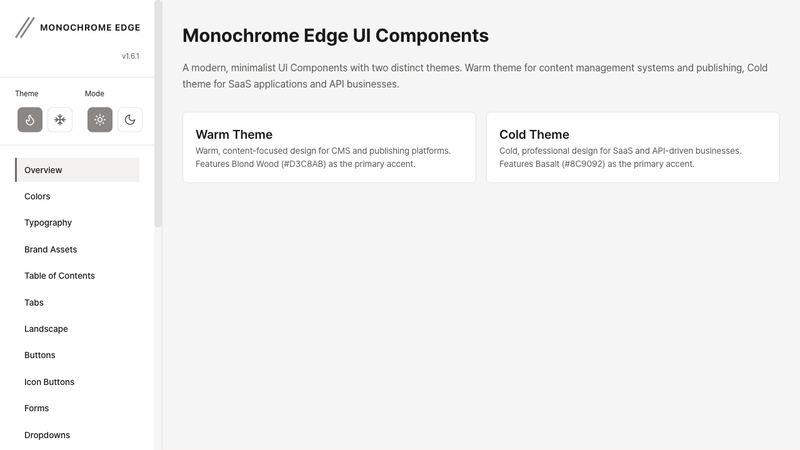 MONOCHROME EDGE
v1.6.1
Theme
Mode
Overview
Colors
Typography
Brand Assets
Table of Contents
Tabs
Landscape
Buttons
Icon Buttons
Forms
Dropdowns
Monochrome Edge UI Components
A modern, minimalist UI Components with two distinct themes. Warm theme for content management systems and publishing, Cold
theme for SaaS applications and API businesses.
Warm Theme
Warm, content-focused design for CMS and publishing platforms.
Features Blond Wood (#D3C8AB) as the primary accent.
Cold Theme
Cold, professional design for SaaS and API-driven businesses.
Features Basalt (#8C9092) as the primary accent.